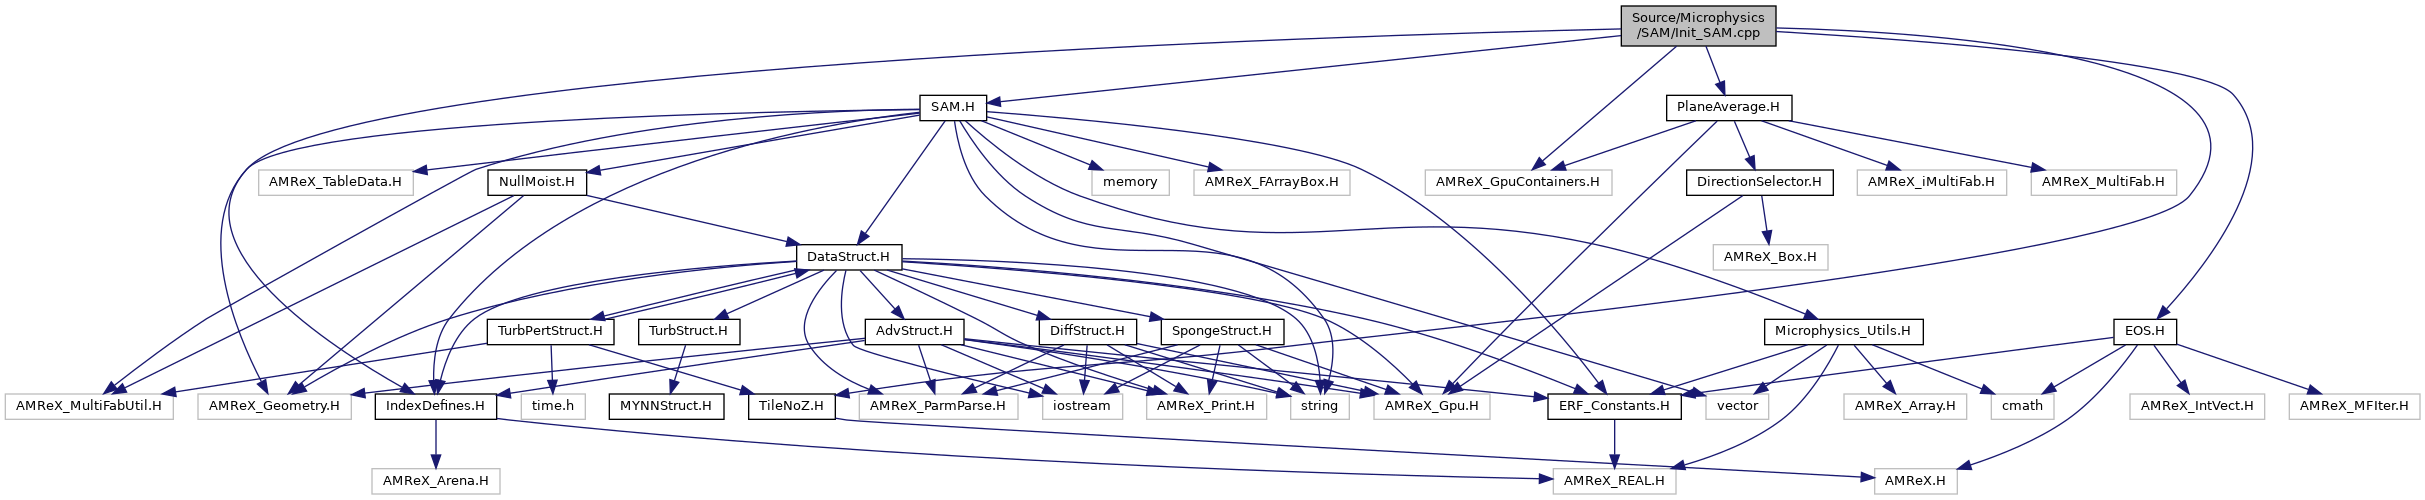 Source/Microphysics
/SAM/Init_SAM.cpp
SAM.H
PlaneAverage.H
AMReX_TableData.H
NullMoist.H
memory
AMReX_FArrayBox.H
AMReX_GpuContainers.H
DirectionSelector.H
AMReX_iMultiFab.H
AMReX_MultiFab.H
DataStruct.H
AMReX_Box.H
TurbPertStruct.H
TurbStruct.H
AdvStruct.H
DiffStruct.H
SpongeStruct.H
Microphysics_Utils.H
EOS.H
AMReX_MultiFabUtil.H
AMReX_Geometry.H
IndexDefines.H
time.h
MYNNStruct.H
TileNoZ.H
AMReX_ParmParse.H
iostream
AMReX_Print.H
string
AMReX_Gpu.H
ERF_Constants.H
vector
AMReX_Array.H
cmath
AMReX_IntVect.H
AMReX_MFIter.H
AMReX_Arena.H
AMReX_REAL.H
AMReX.H